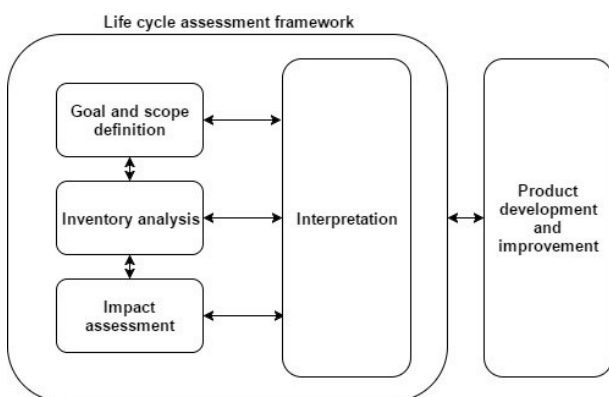 Life cycle assessment framework
Goal and scope
definition
Inventory analysis
Impact
assessment
Interpretation
Product
development
and
improvement